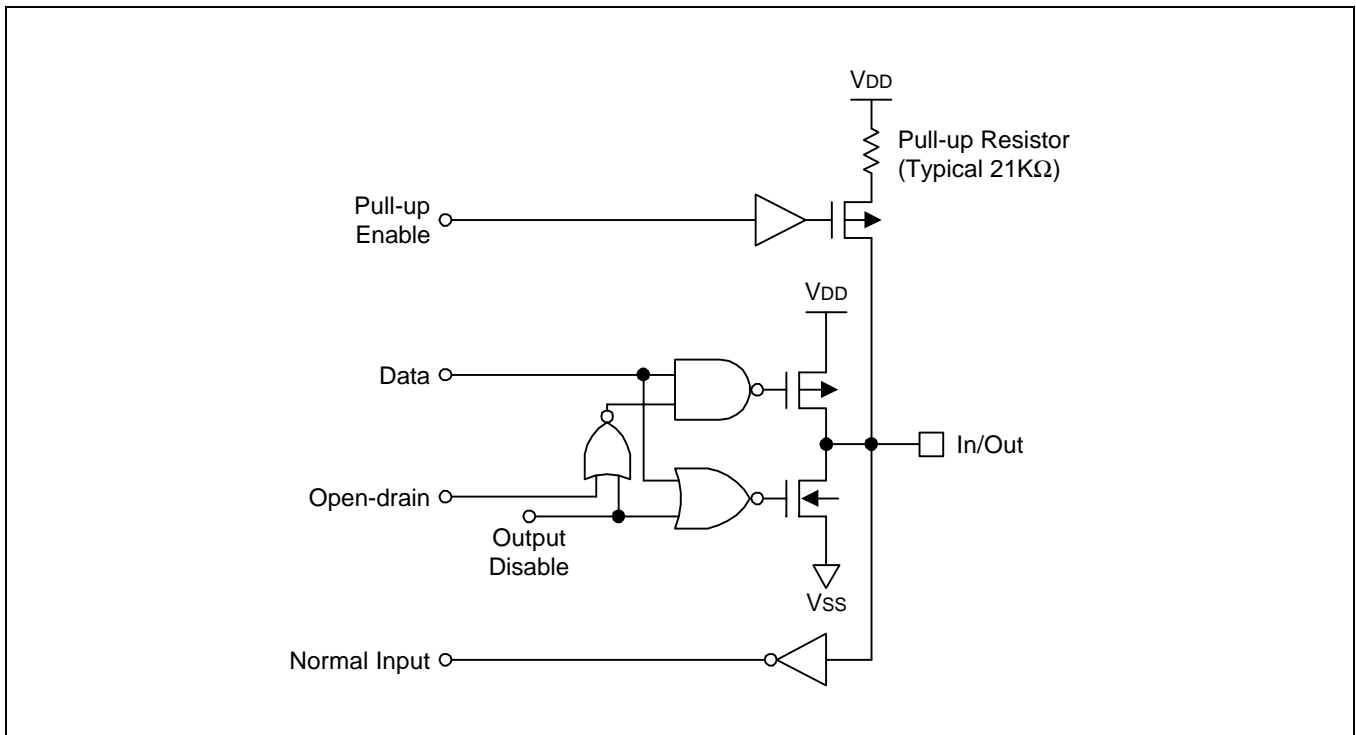 VDD
Pull-up Resistor
(Typical 21KΩ)
Pull-up
Enable
VDD
Data
In/Out
Open-drain
Output
Disable
VSS
Normal Input